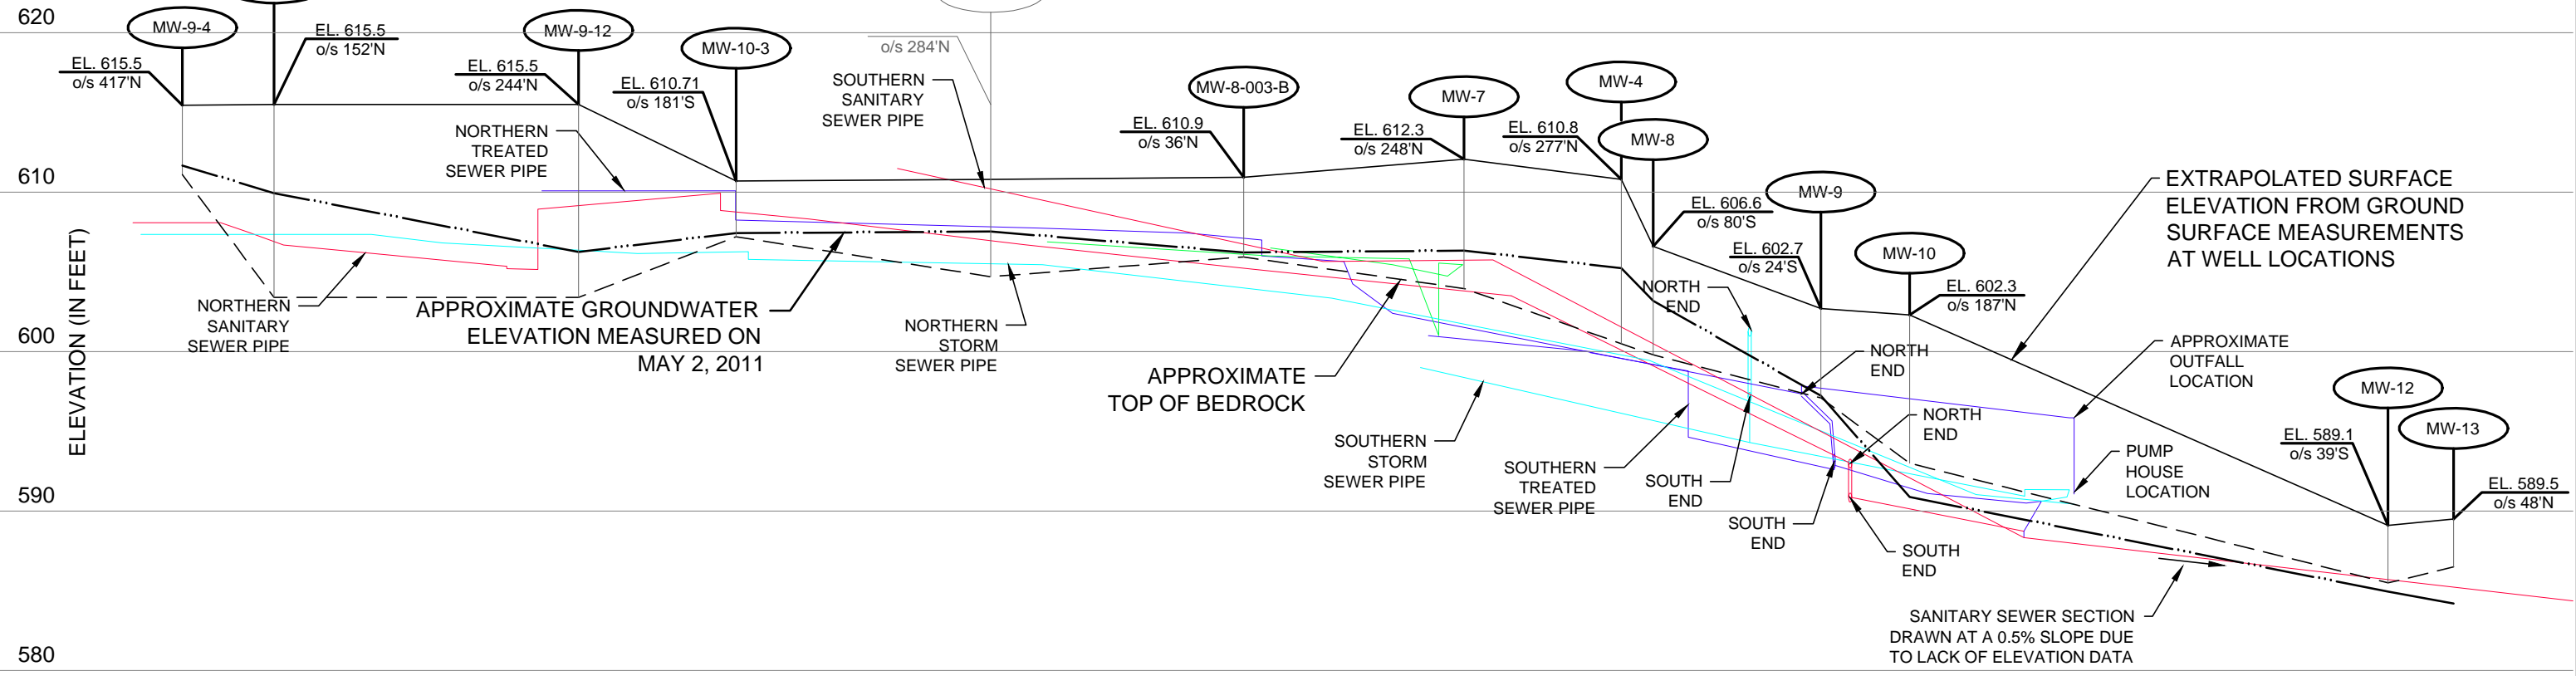 620
610
600
590
580
ELEVATION (IN FEET)
MW-9-4
EL. 615.5
o/s 417'N
EL. 615.5
o/s 152'N
MW-9-12
EL. 615.5
o/s 244'N
MW-10-3
EL. 610.71
o/s 181'S
o/s 284'N
MW-8-003-B
EL. 610.9
o/s 36'N
MW-7
EL. 612.3
o/s 248'N
MW-4
EL. 610.8
o/s 277'N
MW-8
EL. 606.6
o/s 80'S
MW-9
EL. 602.7
o/s 24'S
MW-10
EL. 602.3
o/s 187'N
MW-12
EL. 589.1
o/s 39'S
MW-13
EL. 589.5
o/s 48'N
NORTHERN
TREATED
SEWER PIPE
SOUTHERN
SANITARY
SEWER PIPE
NORTHERN
SANITARY
SEWER PIPE
APPROXIMATE GROUNDWATER
ELEVATION MEASURED ON
MAY 2, 2011
NORTHERN
STORM
SEWER PIPE
APPROXIMATE
TOP OF BEDROCK
SOUTHERN
STORM
SEWER PIPE
SOUTHERN
TREATED
SEWER PIPE
NORTH
END
SOUTH
END
NORTH
END
SOUTH
END
NORTH
END
SOUTH
END
EXTRAPOLATED SURFACE
ELEVATION FROM GROUND
SURFACE MEASUREMENTS
AT WELL LOCATIONS
APPROXIMATE
OUTFALL
LOCATION
PUMP
HOUSE
LOCATION
SANITARY SEWER SECTION
DRAWN AT A 0.5% SLOPE DUE
TO LACK OF ELEVATION DATA